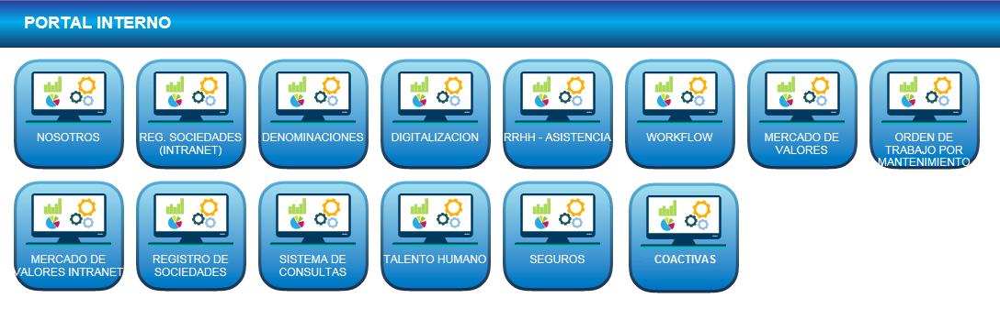 PORTAL INTERNO
NOSOTROS
REG. SOCIEDADES
(INTRANET)
DENOMINACIONES
DIGITALIZACION
RRHH - ASISTENCIA
WORKFLOW
MERCADO DE
VALORES
ORDEN DE
TRABAJO POR
MANTENIMIENTO
MERCADO DE
VALORES INTRANET
REGISTRO DE
SOCIEDADES
SISTEMA DE
CONSULTAS
TALENTO HUMANO
SEGUROS
COACTIVAS